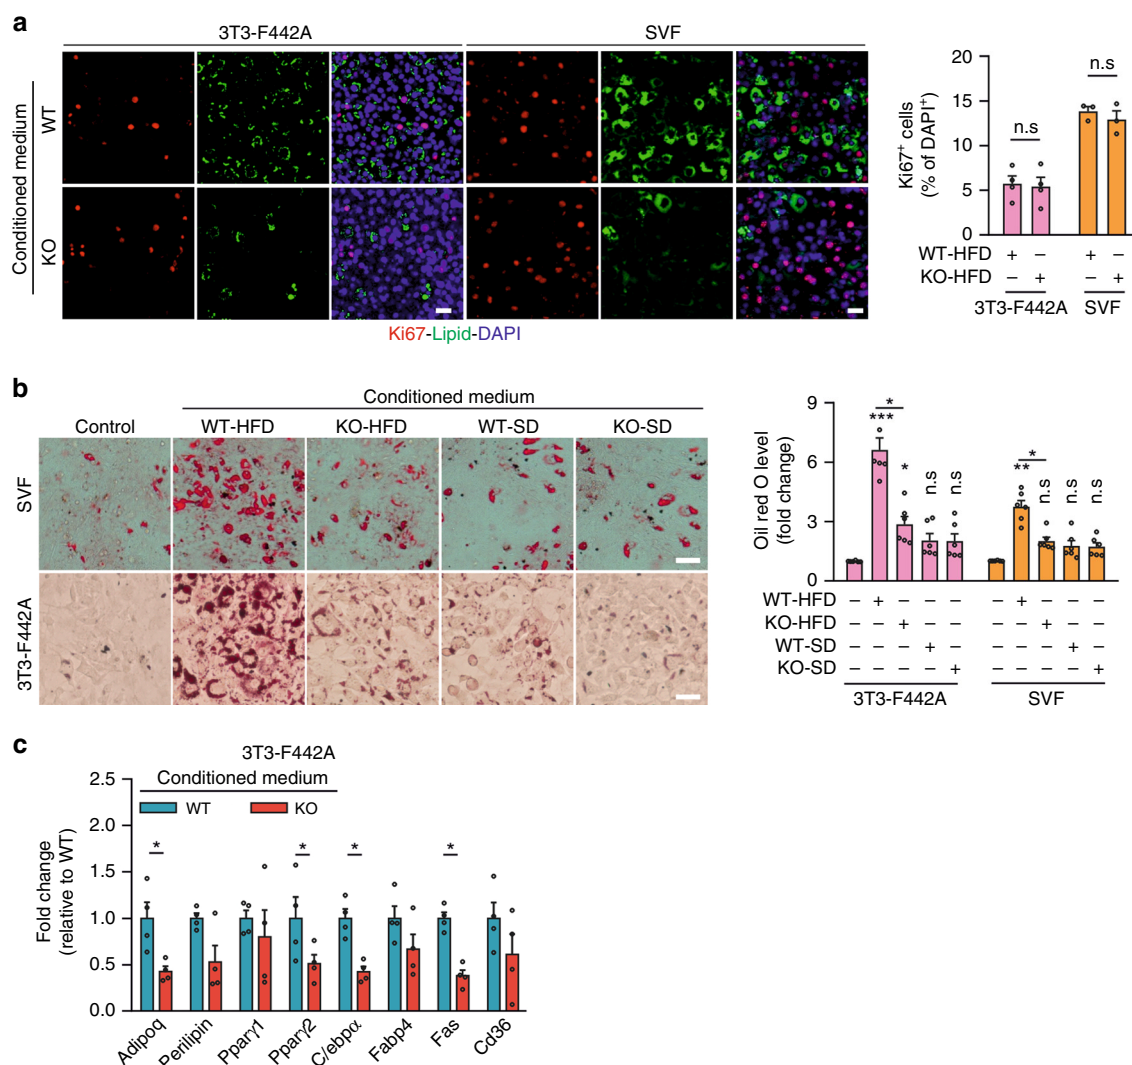 a
3T3-F442A
SVF
Conditioned medium
WT
KO
Ki67-Lipid-DAPI
Ki67⁺ cells
(% of DAPI⁺)
20
15
10
5
0
n.s
n.s
WT-HFD + − + −
KO-HFD − + − +
3T3-F442A SVF
b
Conditioned medium
Control WT-HFD KO-HFD WT-SD KO-SD
SVF
3T3-F442A
Oil red O level
(fold change)
9
6
3
0
* *** * n.s n.s
* ** n.s n.s n.s
WT-HFD − + − − − − + − − −
KO-HFD − − + − − − − + − −
WT-SD − − − + − − − − + −
KO-SD − − − − + − − − − +
3T3-F442A SVF
c
3T3-F442A
Conditioned medium
WT KO
Fold change
(relative to WT)
2.5
2.0
1.5
1.0
0.5
0.0
* * * *
Adipoq Perilipin Pparγ1 Pparγ2 C/ebpα Fabp4 Fas Cd36